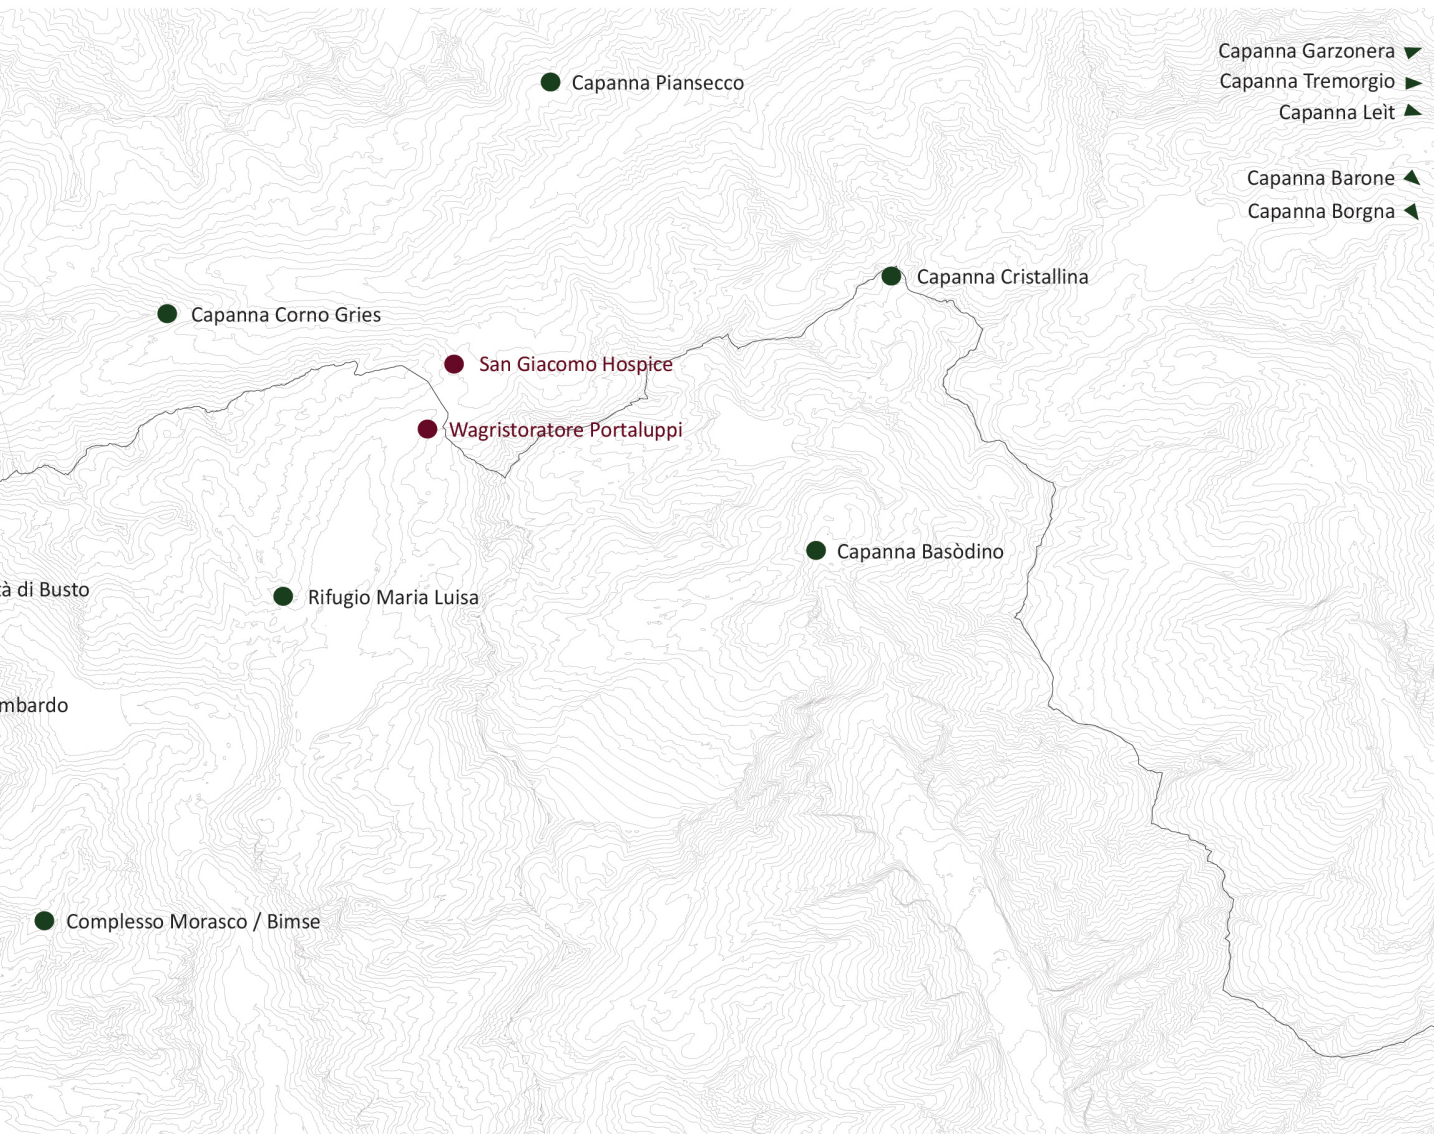 Capanna Garzonera
Capanna Piansecco
Capanna Tremorgio
Capanna Leìt
Capanna Barone
Capanna Borgna
Capanna Cristallina
Capanna Corno Gries
San Giacomo Hospice
Wagristoratore Portaluppi
Capanna Basòdino
tà di Busto
Rifugio Maria Luisa
mbardo
Complesso Morasco / Bimse